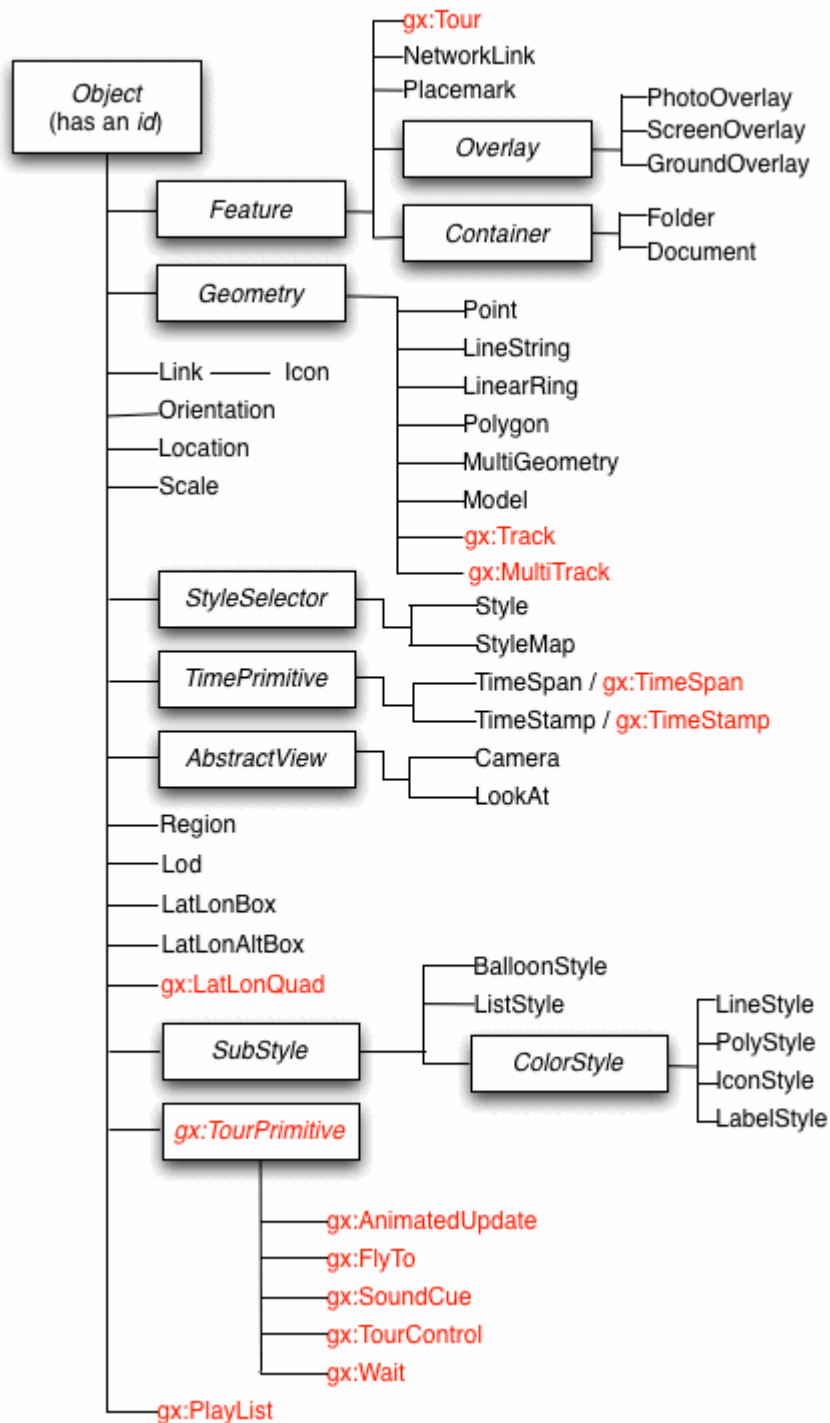 gx:Tour
NetworkLink
Placemark
Object
(has an id)
Overlay
PhotoOverlay
ScreenOverlay
GroundOverlay
Feature
Container
Folder
Document
Geometry
Point
LineString
LinearRing
Polygon
MultiGeometry
Model
gx:Track
gx:MultiTrack
Link
Icon
Orientation
Location
Scale
StyleSelector
Style
StyleMap
TimePrimitive
TimeSpan / gx:TimeSpan
TimeStamp / gx:TimeStamp
AbstractView
Camera
LookAt
Region
Lod
LatLonBox
LatLonAltBox
gx:LatLonQuad
SubStyle
BalloonStyle
ListStyle
ColorStyle
LineStyle
PolyStyle
IconStyle
LabelStyle
gx:TourPrimitive
gx:AnimatedUpdate
gx:FlyTo
gx:SoundCue
gx:TourControl
gx:Wait
gx:PlayList